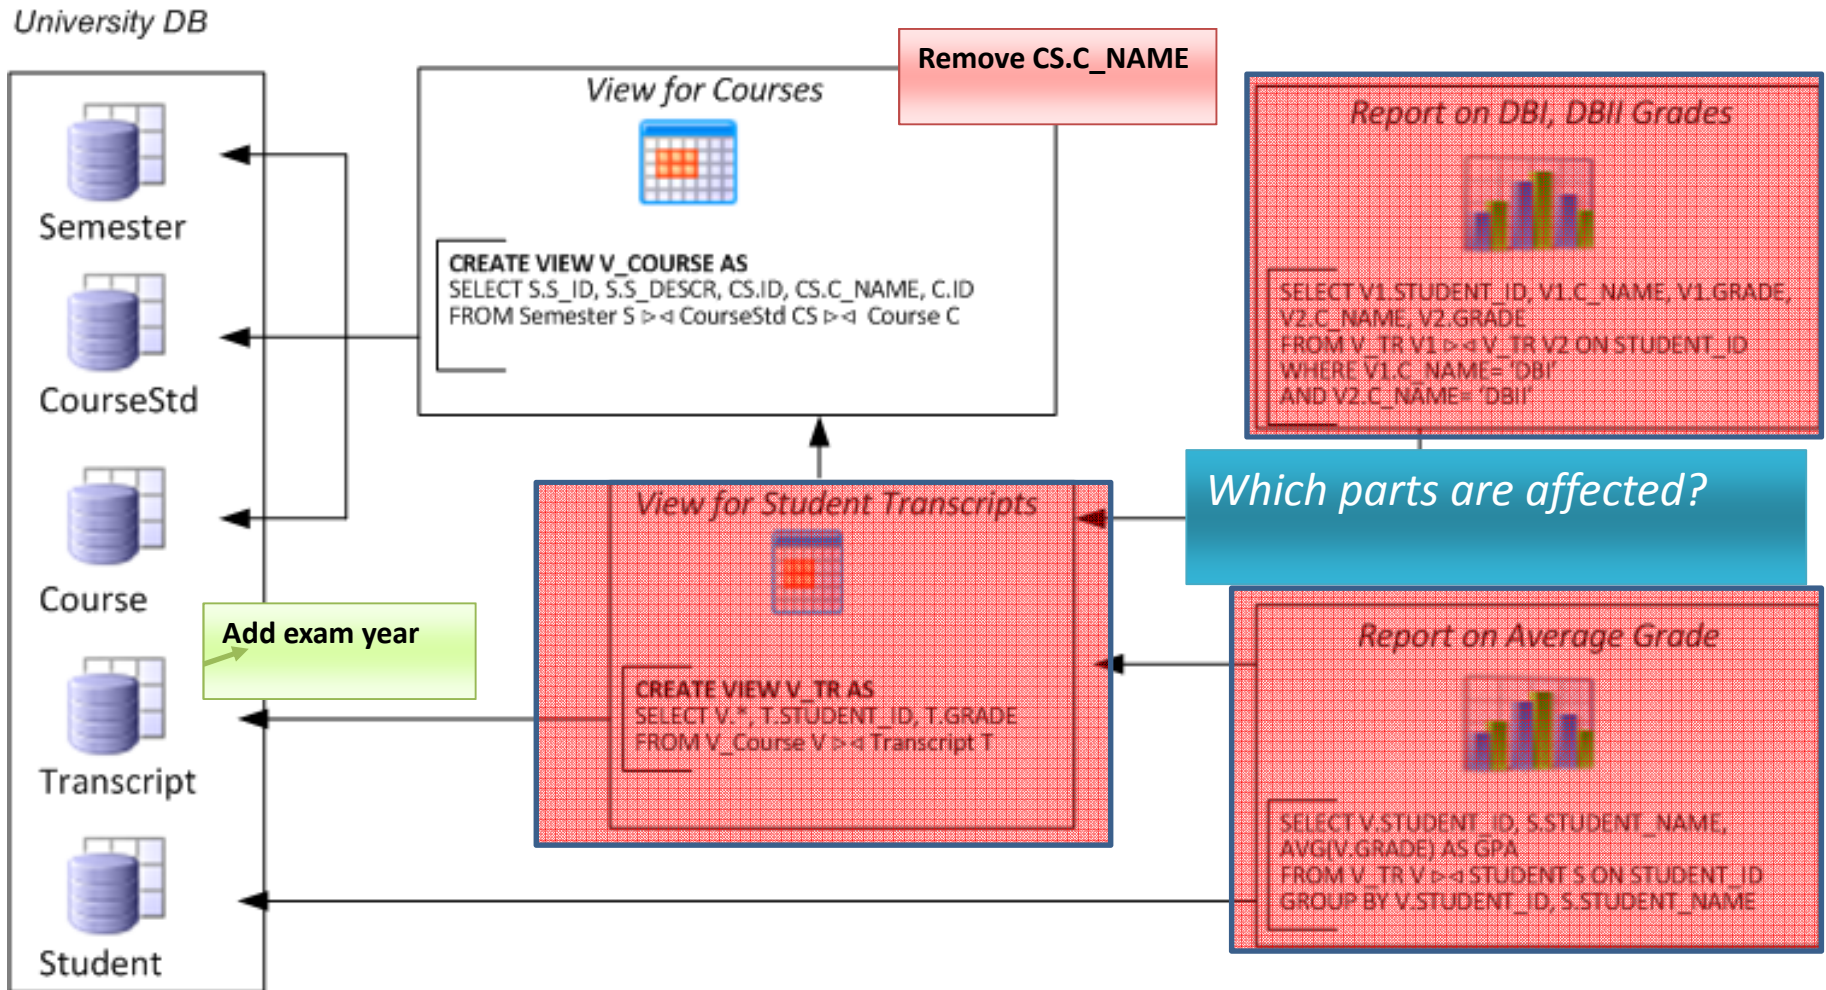 University DB
Semester
CourseStd
Course
Transcript
Student
View for Courses
CREATE VIEW V_COURSE AS
SELECT S.S_ID, S.S_DESCR, CS.ID, CS.C_NAME, C.ID
FROM Semester S ⊳⊲ CourseStd CS ⊳⊲ Course C
Remove CS.C_NAME
Report on DBI, DBII Grades
SELECT V1.STUDENT_ID, V1.C_NAME, V1.GRADE,
V2.C_NAME, V2.GRADE
FROM V_TR V1 ⊳⊲ V_TR V2 ON STUDENT_ID
WHERE V1.C_NAME= ‘DBI’
AND V2.C_NAME= ‘DBII’
Which parts are affected?
Add exam year
View for Student Transcripts
CREATE VIEW V_TR AS
SELECT V.*, T.STUDENT_ID, T.GRADE
FROM V_Course V ⊳⊲ Transcript T
Report on Average Grade
SELECT V.STUDENT_ID, S.STUDENT_NAME,
AVG(V.GRADE) AS GPA
FROM V_TR V ⊳⊲ STUDENT S ON STUDENT_ID
GROUP BY V.STUDENT_ID, S.STUDENT_NAME